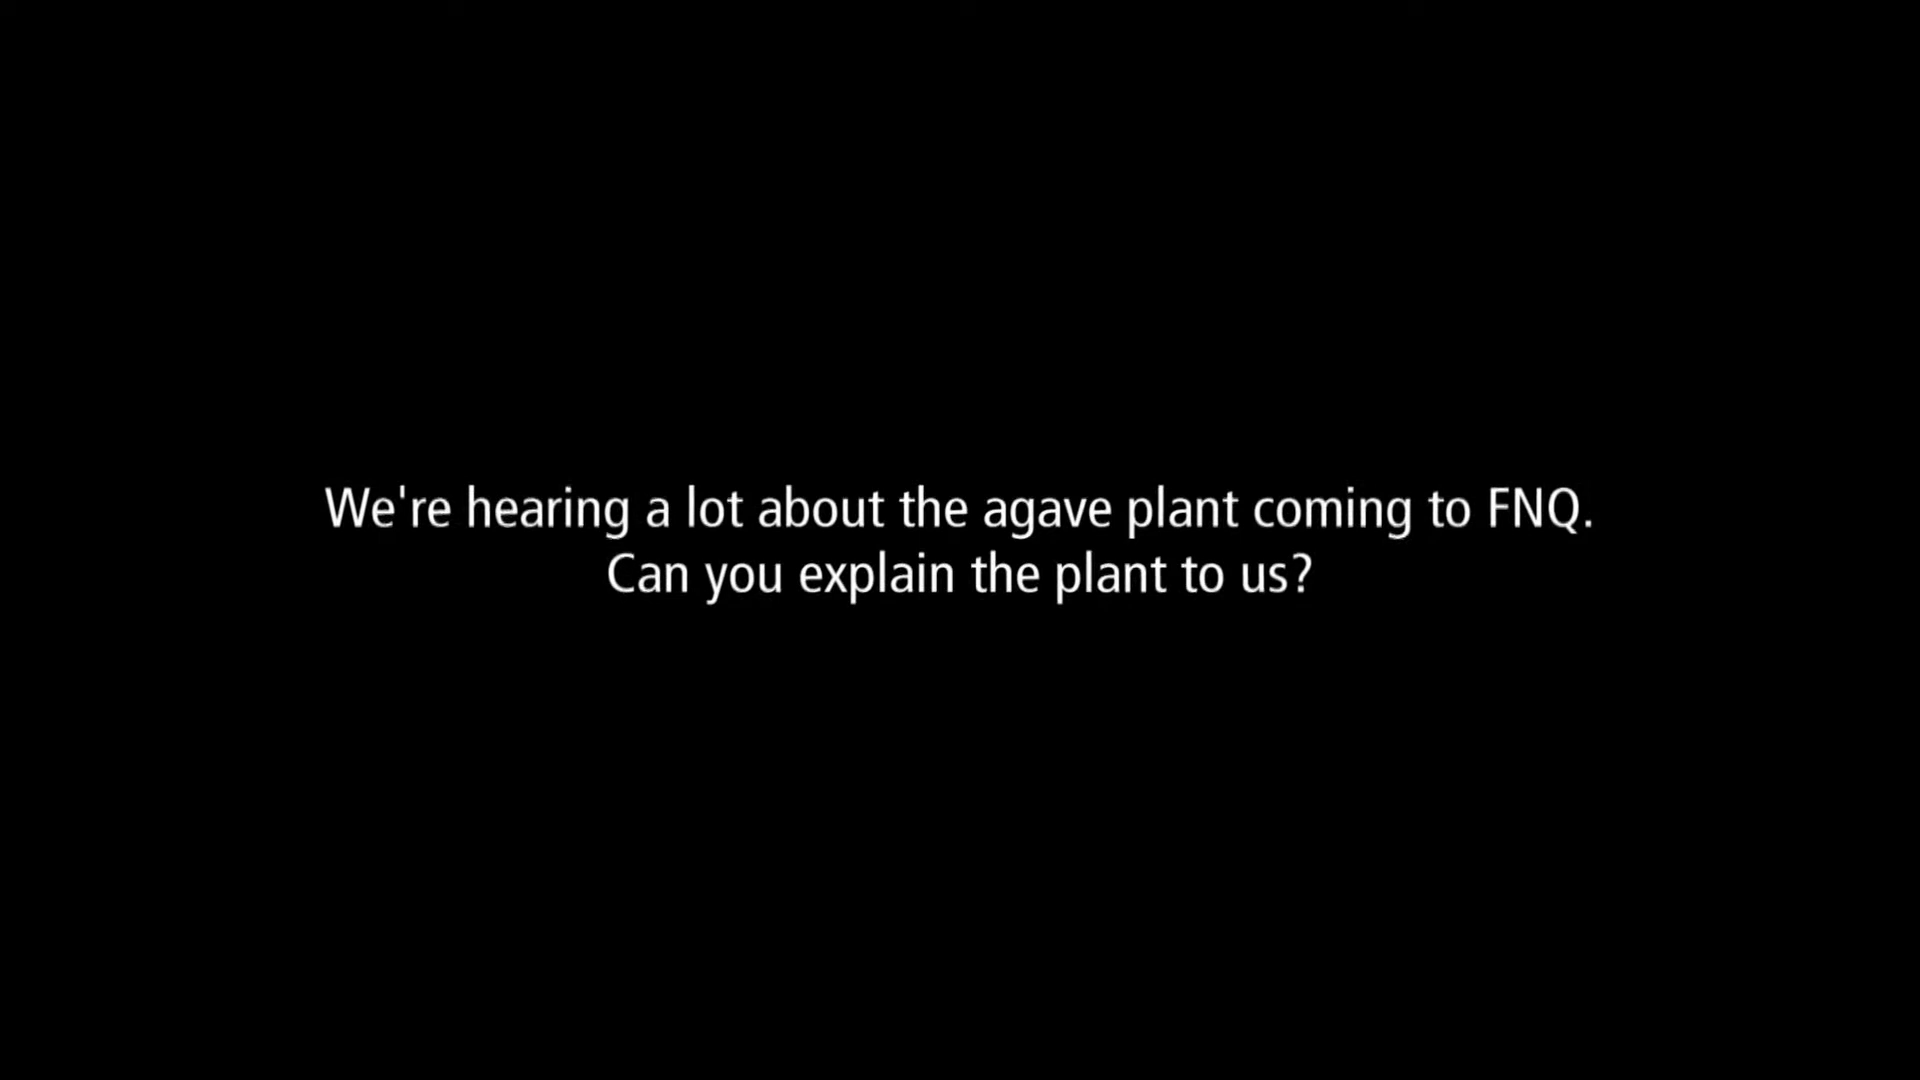 We're hearing a lot about the agave plant coming to FNQ.
Can you explain the plant to us?